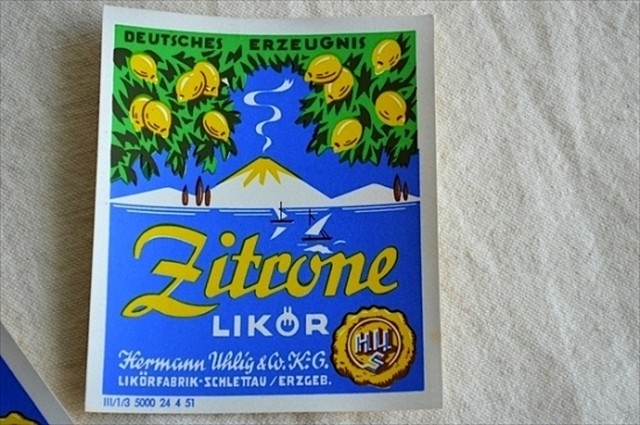 DEUTSCHES ERZEUGNIS
Zitrone
LIKÖR
Hermann Uhlig & Co. K.G.
LIKÖRFABRIK-SCHLETTAU / ERZGEB.
H.U.
S
III/1/3 5000 24 4 51